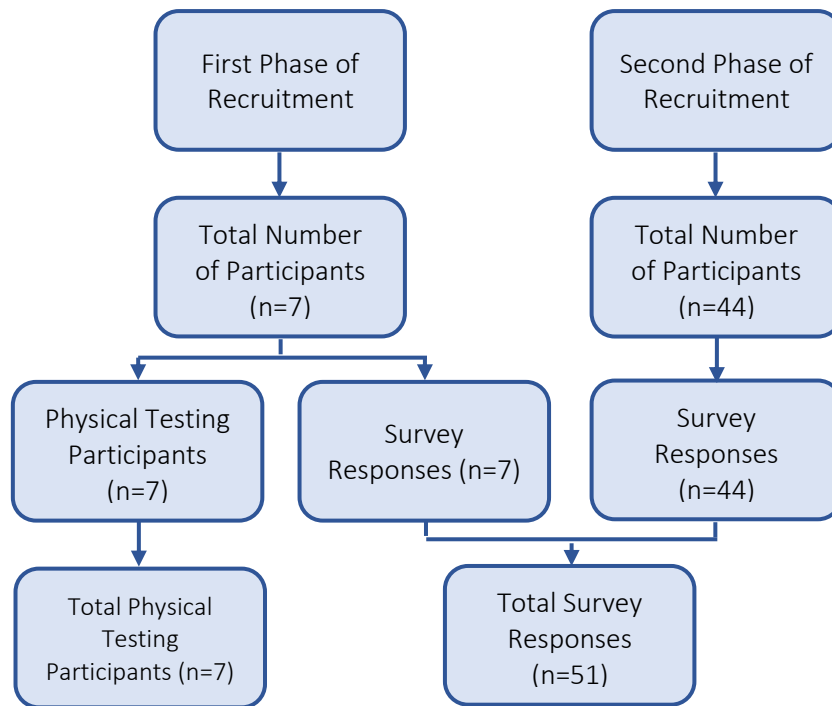 First Phase of
Recruitment
Second Phase of
Recruitment
Total Number
of Participants
(n=7)
Total Number
of Participants
(n=44)
Physical Testing
Participants
(n=7)
Survey
Responses (n=7)
Survey
Responses
(n=44)
Total Physical
Testing
Participants (n=7)
Total Survey
Responses
(n=51)